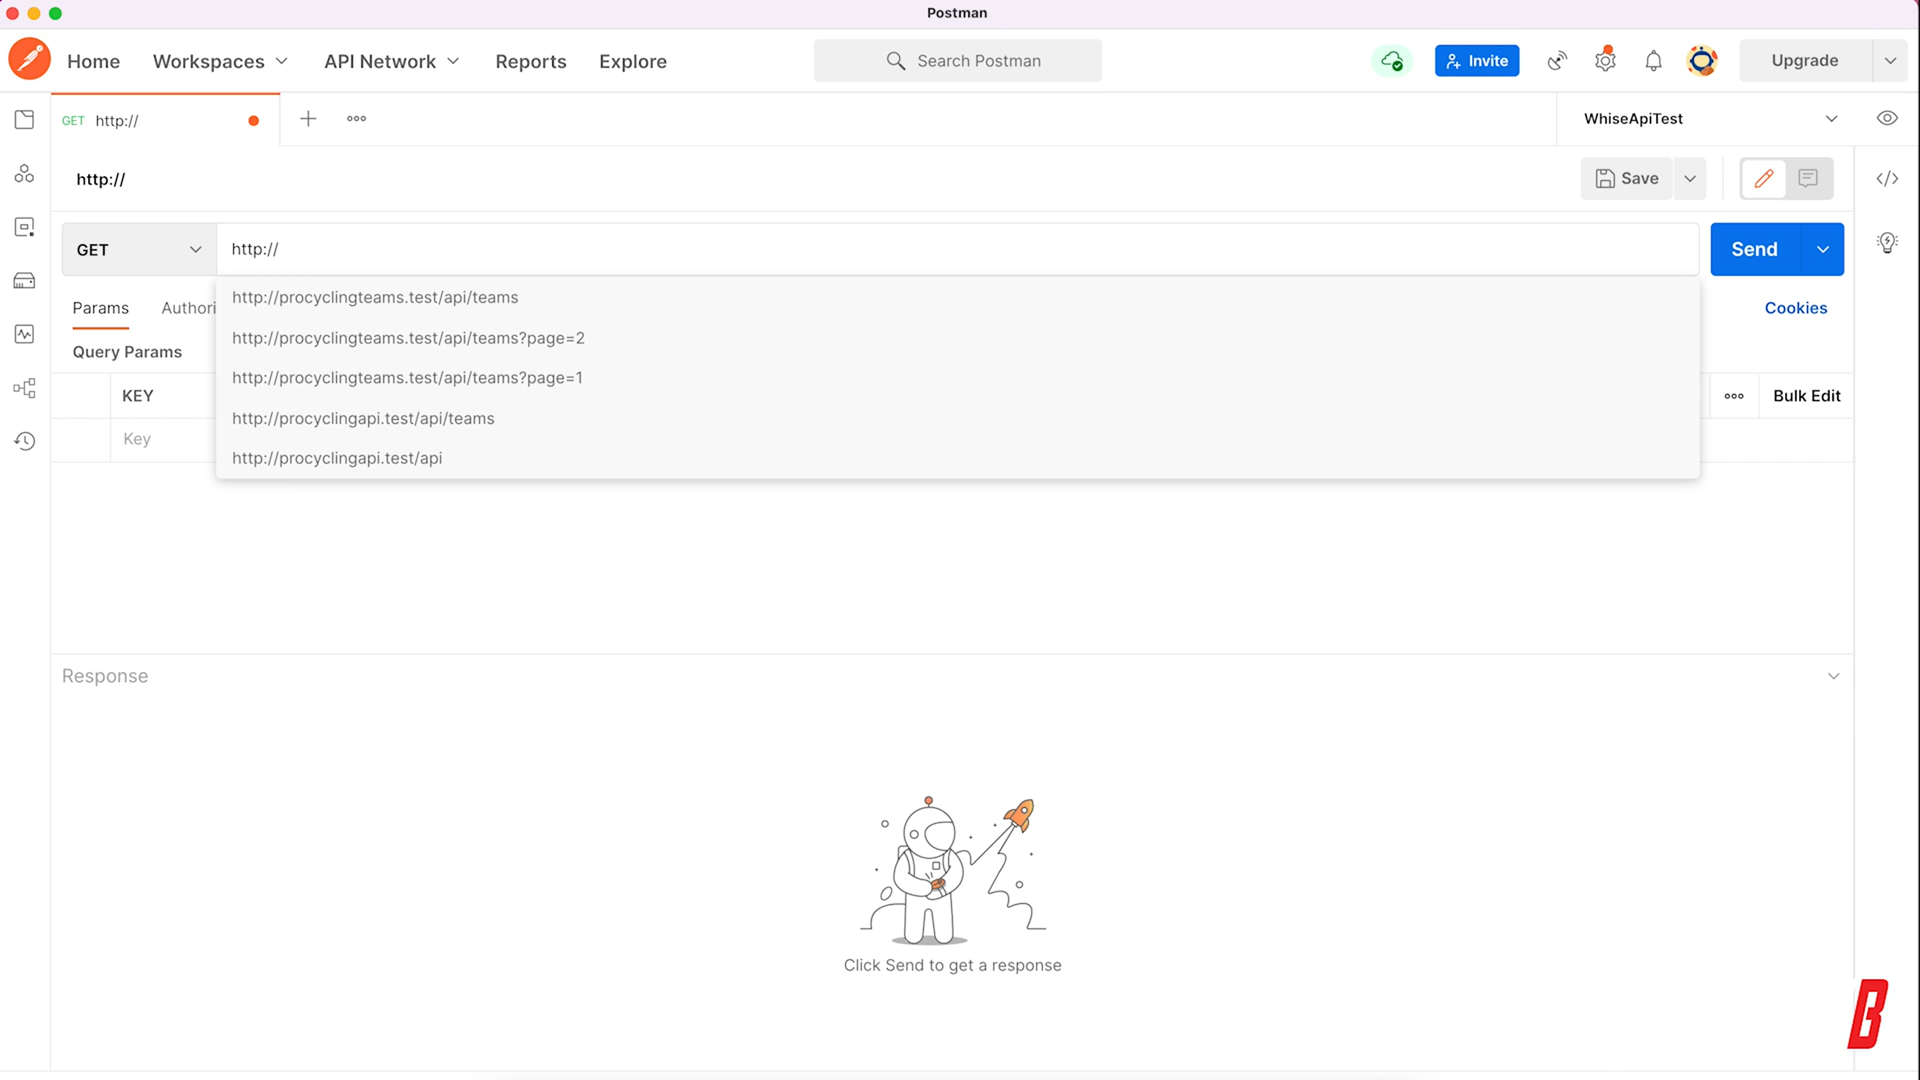 Postman
Home Workspaces API Network Reports Explore Search Postman Invite Upgrade
GET http:// WhiseApiTest
http:// Save
GET http:// Send
http://procyclingteams.test/api/teams
Params Authori Cookies
http://procyclingteams.test/api/teams?page=2
Query Params
http://procyclingteams.test/api/teams?page=1
KEY Bulk Edit
http://procyclingapi.test/api/teams
Key
http://procyclingapi.test/api
Response
Click Send to get a response
B